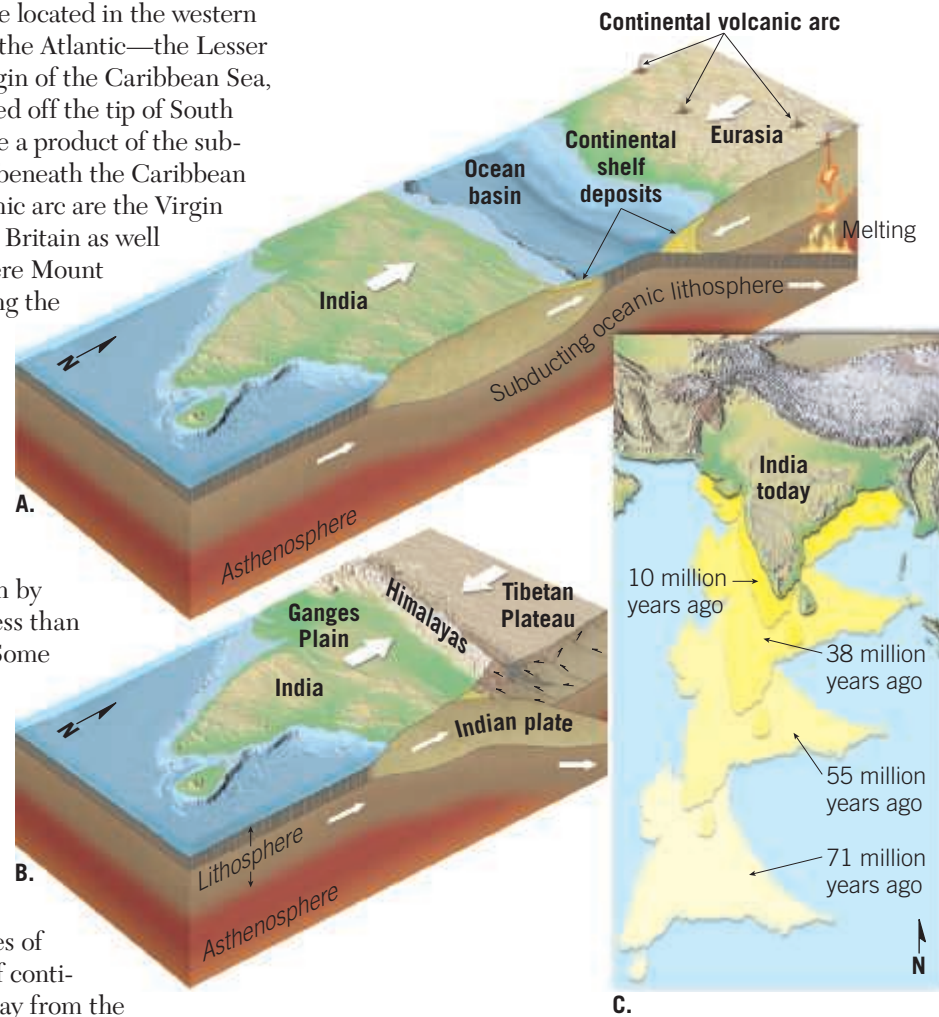 e located in the western
the Atlantic—the Lesser
gin of the Caribbean Sea,
ed off the tip of South
e a product of the sub-
beneath the Caribbean
nic arc are the Virgin
Britain as well
ere Mount
ng the
Continental volcanic arc
Eurasia
Continental
shelf
deposits
Ocean
basin
Melting
India
Subducting oceanic lithosphere
N
A.
Asthenosphere
n by
ess than
Some
Himalayas
Tibetan
Plateau
Ganges
Plain
India
Indian plate
N
Lithosphere
B.
Asthenosphere
es of
f conti-
ay from the
India
today
10 million
years ago
38 million
years ago
55 million
years ago
71 million
years ago
N
C.